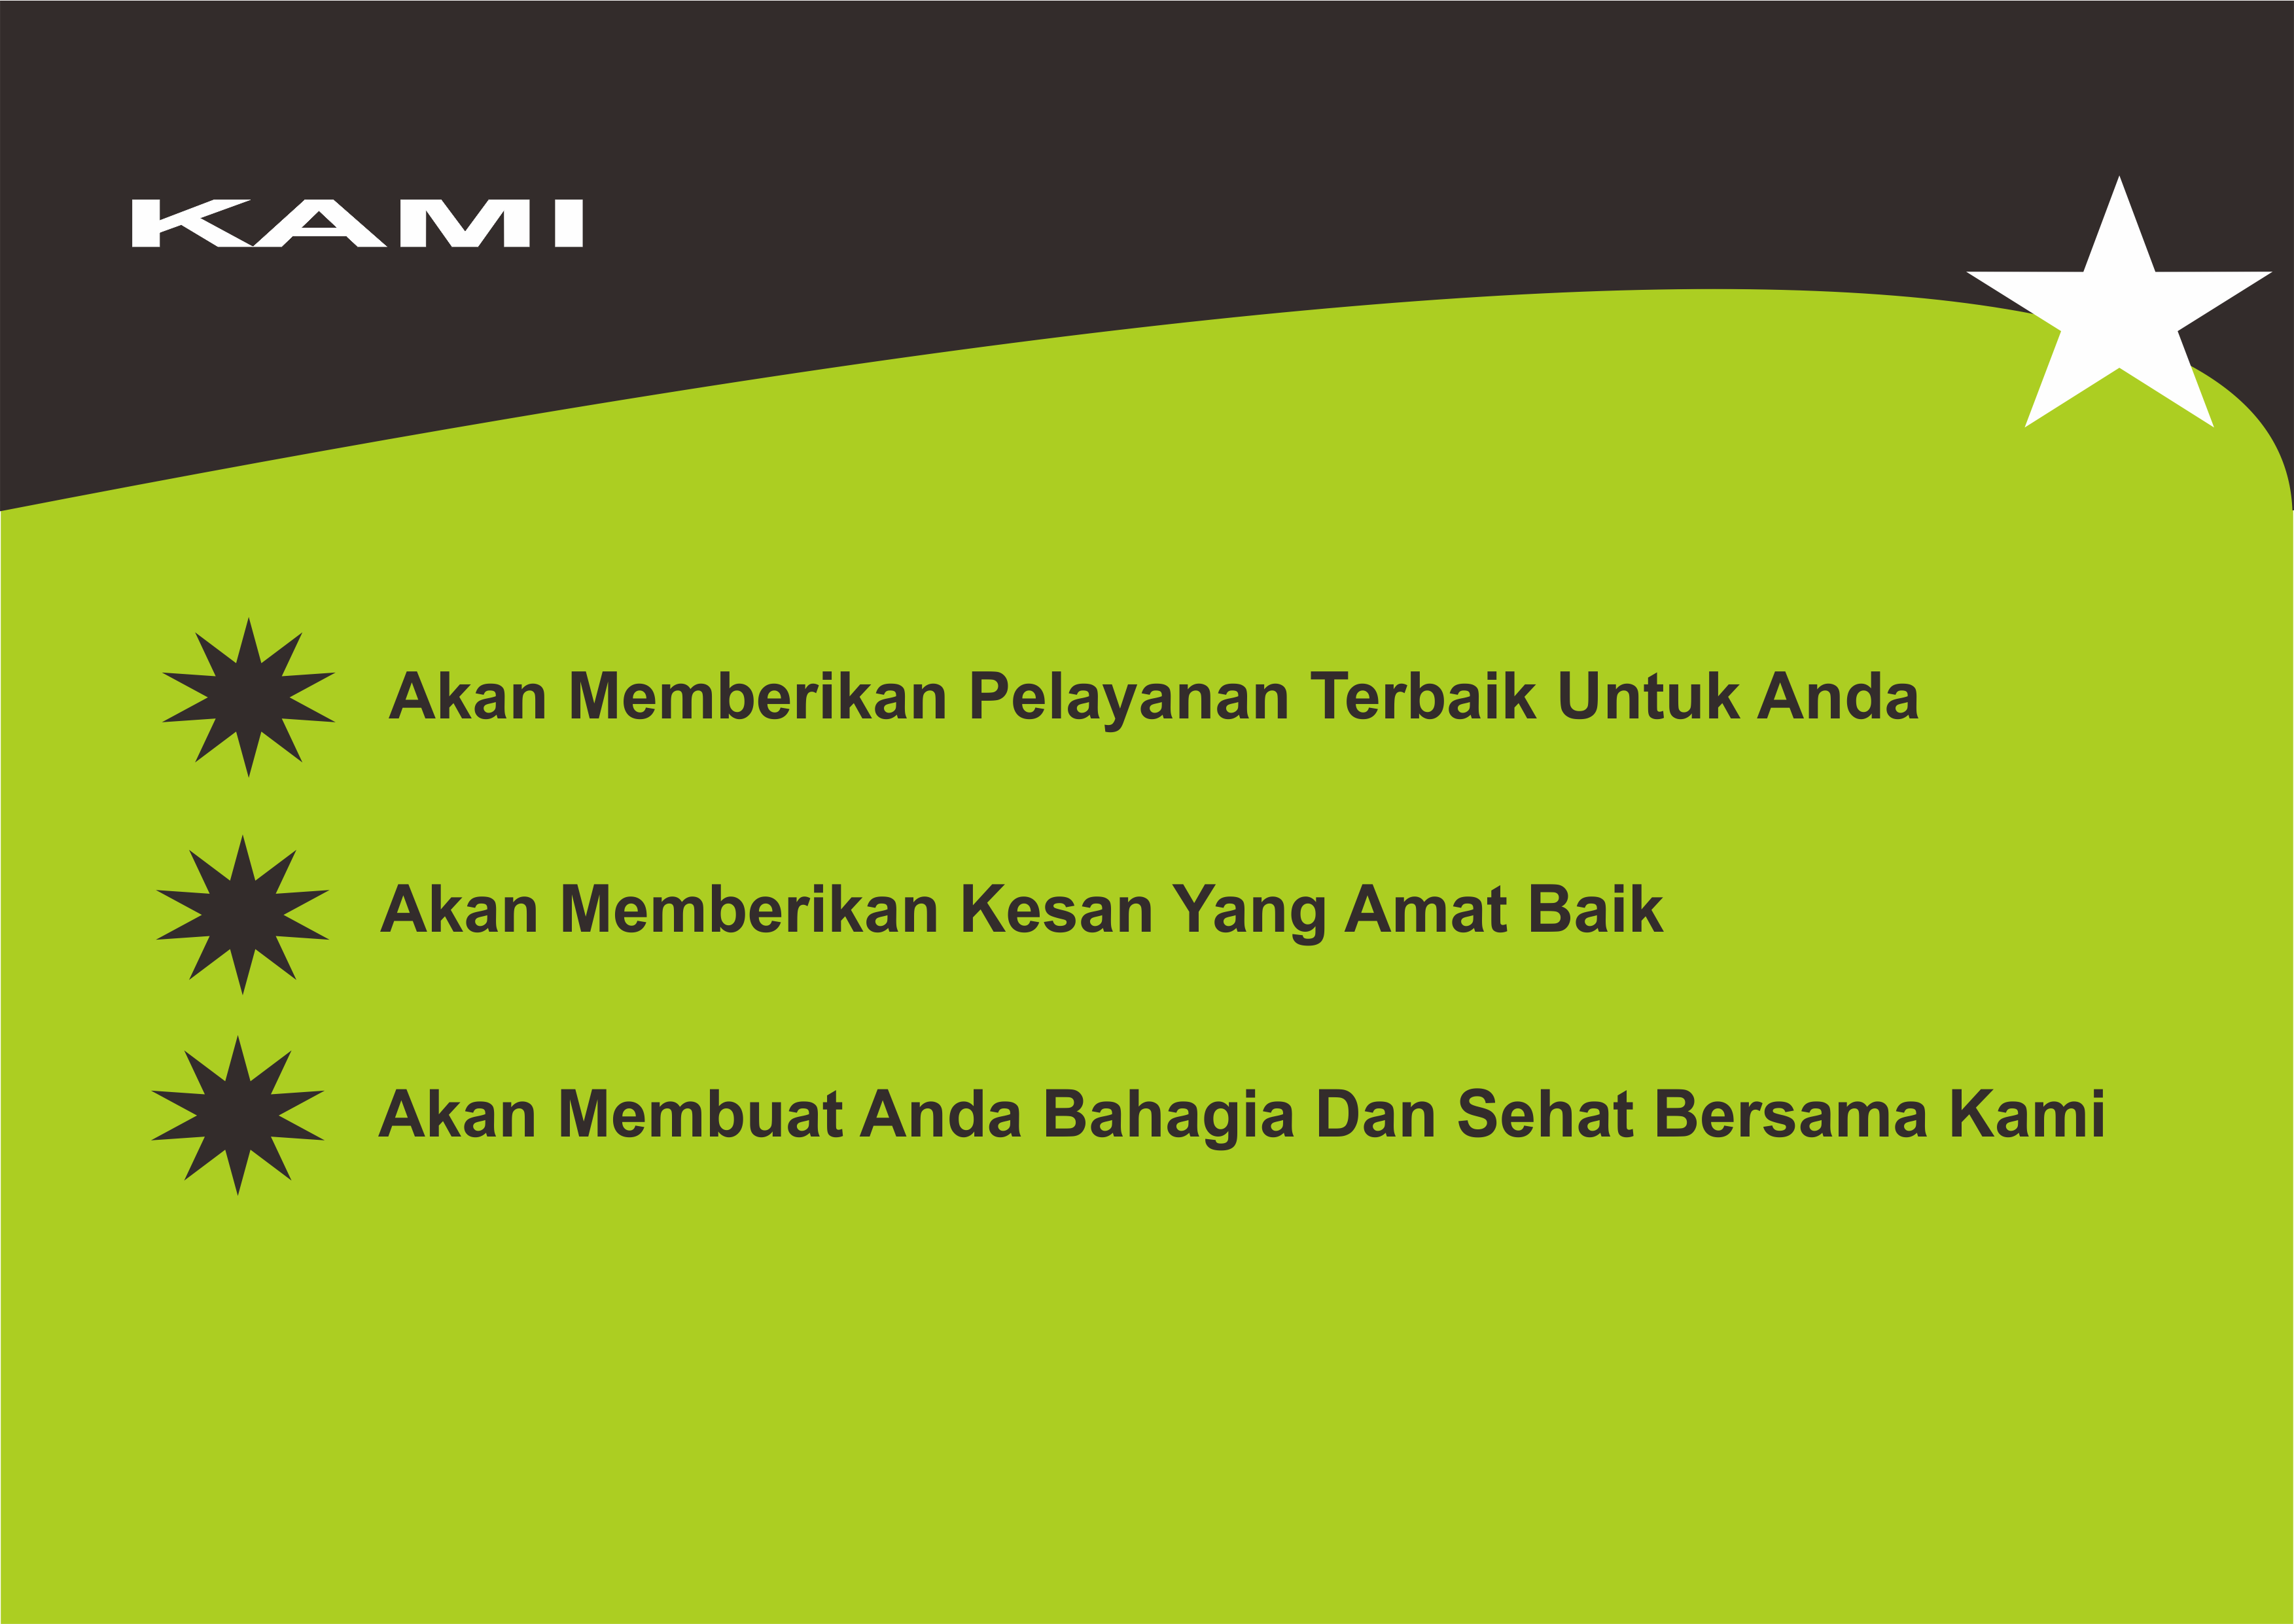 KAMI
Akan Memberikan Pelayanan Terbaik Untuk Anda
Akan Memberikan Kesan Yang Amat Baik
Akan Membuat Anda Bahagia Dan Sehat Bersama Kami